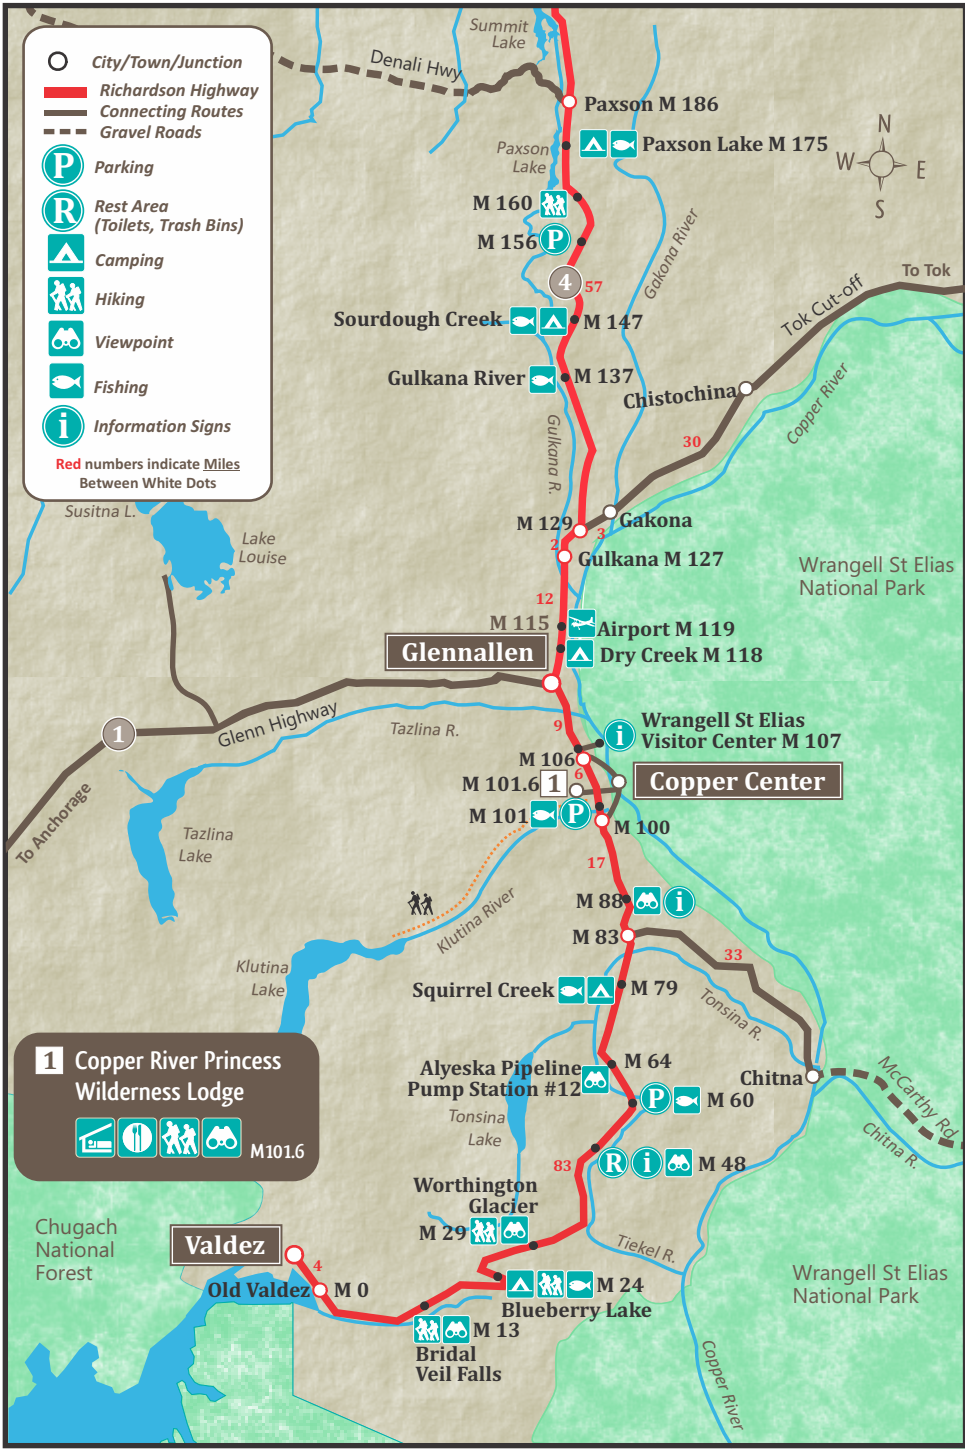 City/Town/Junction
Richardson Highway
Connecting Routes
Gravel Roads
P
Parking
R
Rest Area
(Toilets, Trash Bins)
Camping
Hiking
Viewpoint
Fishing
i
Information Signs
Red numbers indicate Miles
Between White Dots
Summit
Lake
Denali Hwy
Paxson M 186
Paxson
Lake
Paxson Lake M 175
N
W
E
S
M 160
M 156
P
Gakona River
4
57
To Tok
Tok Cut-off
Sourdough Creek
M 147
Gulkana River
M 137
Chistochina
Copper River
Gulkana R.
30
Susitna L.
Lake
Louise
M 129
Gakona
3
2
Gulkana M 127
Wrangell St Elias
National Park
12
M 115
Airport M 119
Glennallen
Dry Creek M 118
Glenn Highway
1
Tazlina R.
9
Wrangell St Elias
Visitor Center M 107
i
M 106
6
M 101.6
1
Copper Center
M 101
P
M 100
To Anchorage
Tazlina
Lake
17
Klutina River
M 88
i
M 83
33
Klutina
Lake
Squirrel Creek
M 79
Tonsina R.
1
Copper River Princess
Wilderness Lodge
M101.6
Alyeska Pipeline
Pump Station #12
M 64
P
M 60
Chitna
McCarthy Rd
Chitna R.
Tonsina
Lake
83
R
i
M 48
Worthington
Glacier
M 29
Chugach
National
Forest
Valdez
4
Old Valdez
M 0
Tiekel R.
M 24
Blueberry Lake
Wrangell St Elias
National Park
M 13
Bridal
Veil Falls
Copper River